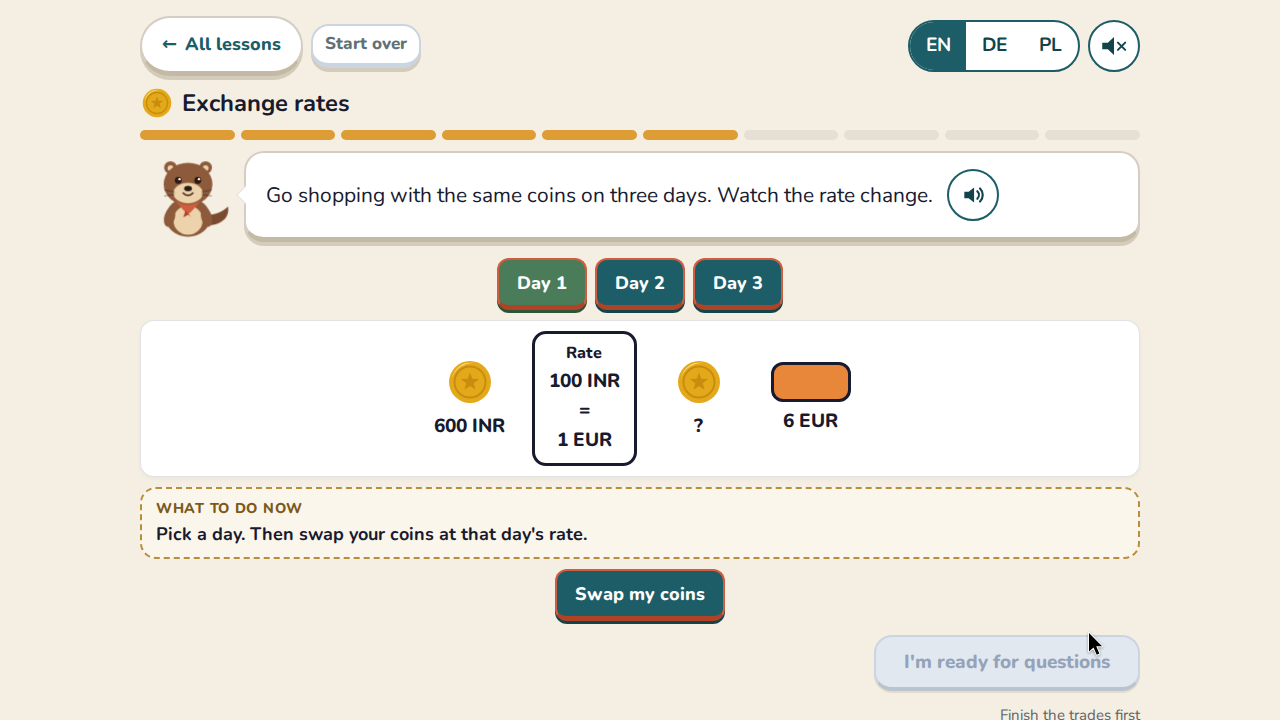 ← All lessons
Start over
EN DE PL
Exchange rates
Go shopping with the same coins on three days. Watch the rate change.
Day 1
Day 2
Day 3
600 INR
Rate
100 INR
=
1 EUR
?
6 EUR
WHAT TO DO NOW
Pick a day. Then swap your coins at that day's rate.
Swap my coins
I'm ready for questions
Finish the trades first